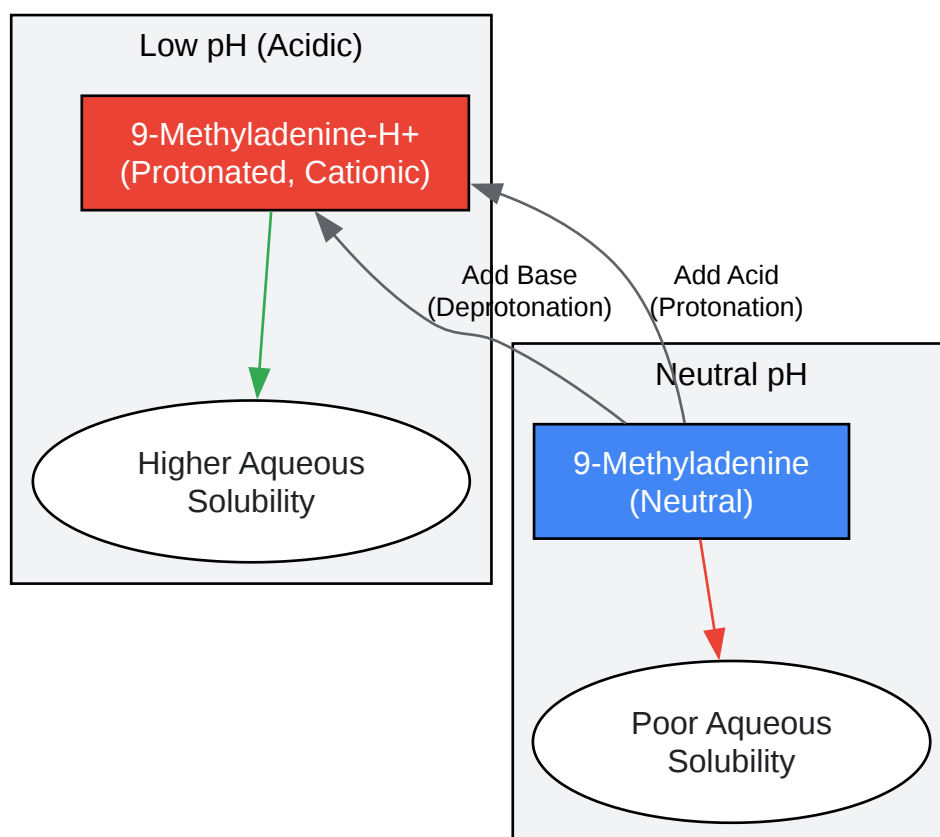 Low pH (Acidic)
9-Methyladenine-H+
(Protonated, Cationic)
Add Base
(Deprotonation)
Add Acid
(Protonation)
Neutral pH
Higher Aqueous
Solubility
9-Methyladenine
(Neutral)
Poor Aqueous
Solubility